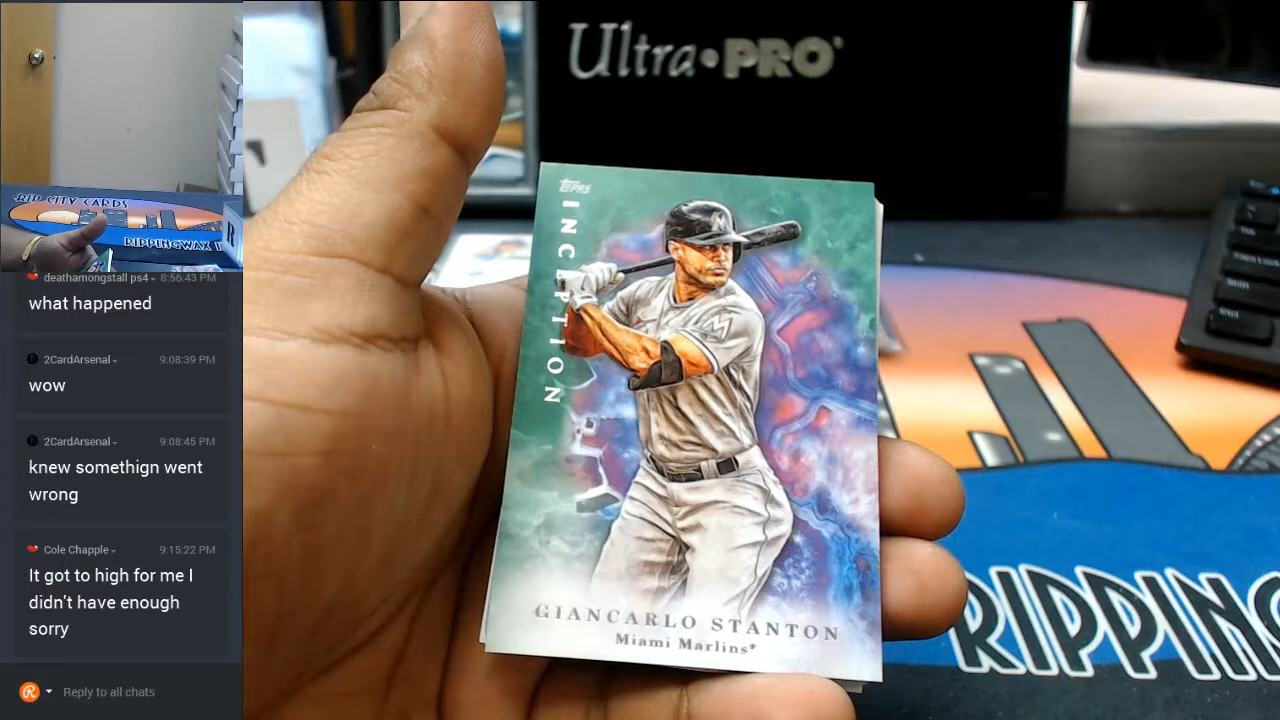 RIP CITY CARDS
RIPPINGWAX
deathamongstall ps4 8:56:43 PM
what happened
2CardArsenal 9:08:39 PM
wow
2CardArsenal 9:08:45 PM
knew somethign went
wrong
Cole Chapple 9:15:22 PM
It got to high for me I
didn't have enough
sorry
Reply to all chats
Ultra•PRO
TOPPS
INCEPTION
GIANCARLO STANTON
Miami Marlins®
RIPPING